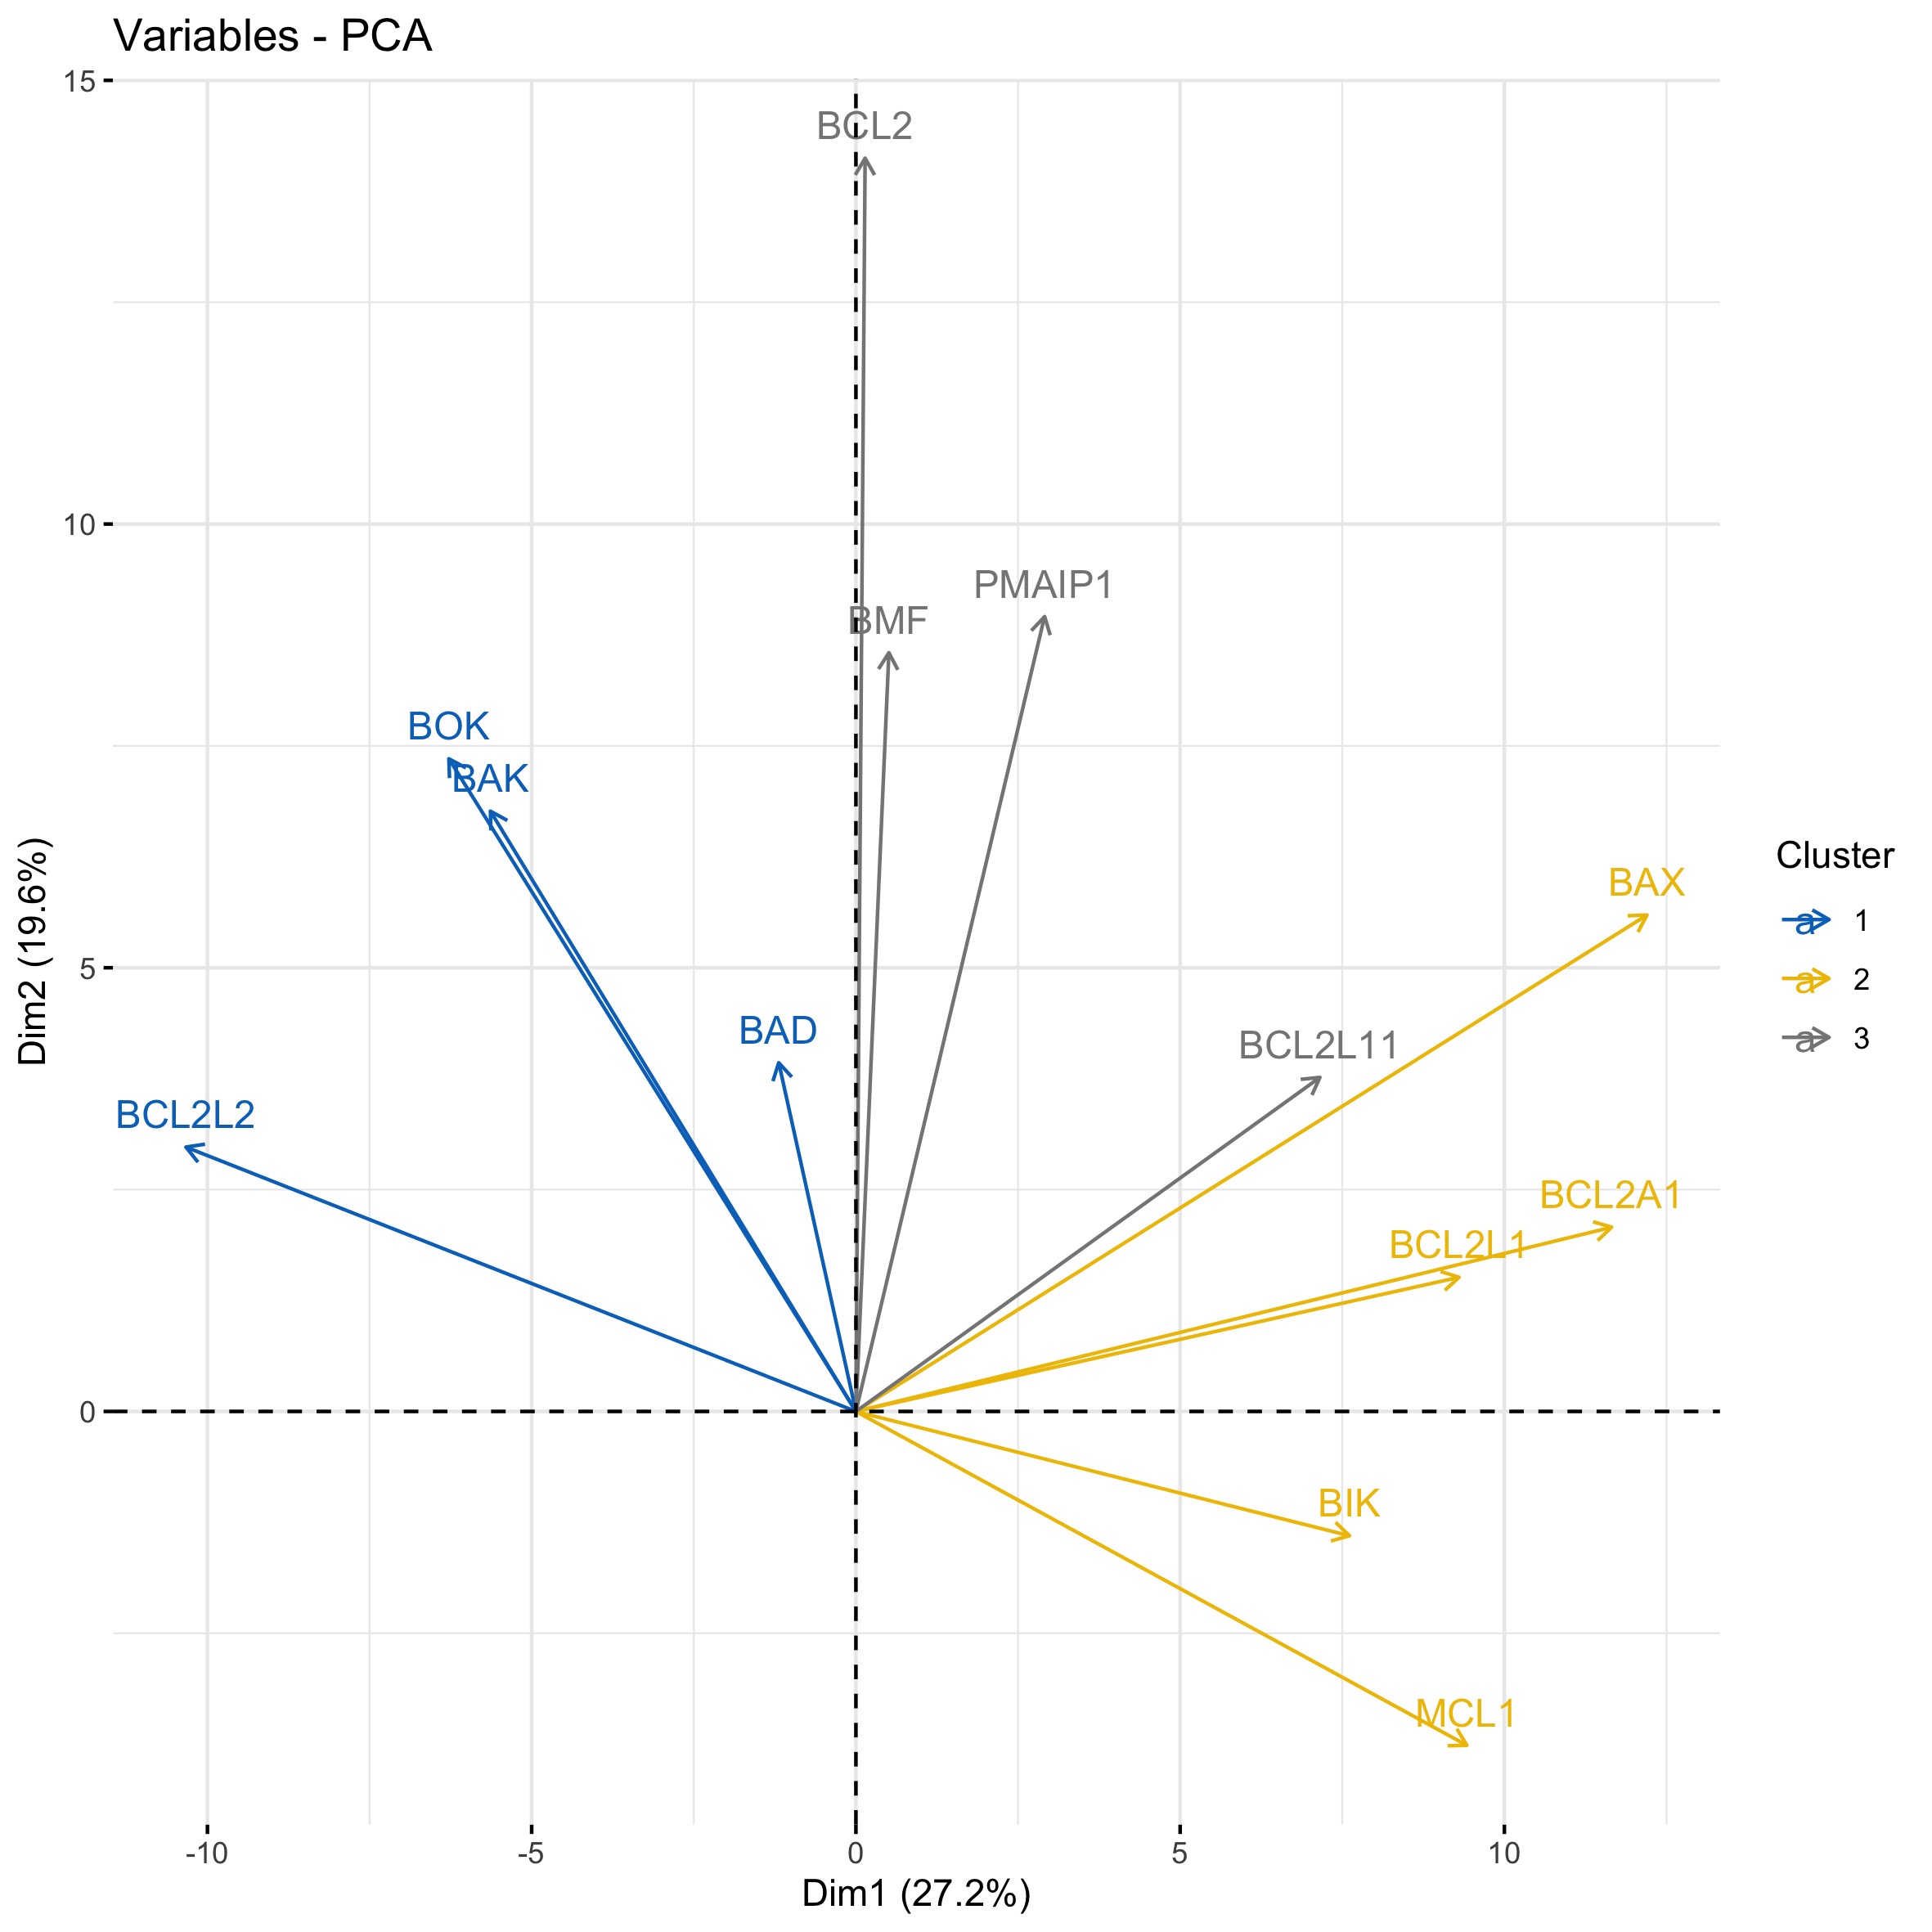 Variables - PCA
15
BCL2
10
PMAIP1
BMF
BOK
BAK
BAX
Cluster
a 1
a 2
a 3
5
BAD
BCL2L11
BCL2L2
BCL2A1
BCL2L1
0
BIK
MCL1
-10 -5 0 5 10
Dim1 (27.2%)
Dim2 (19.6%)